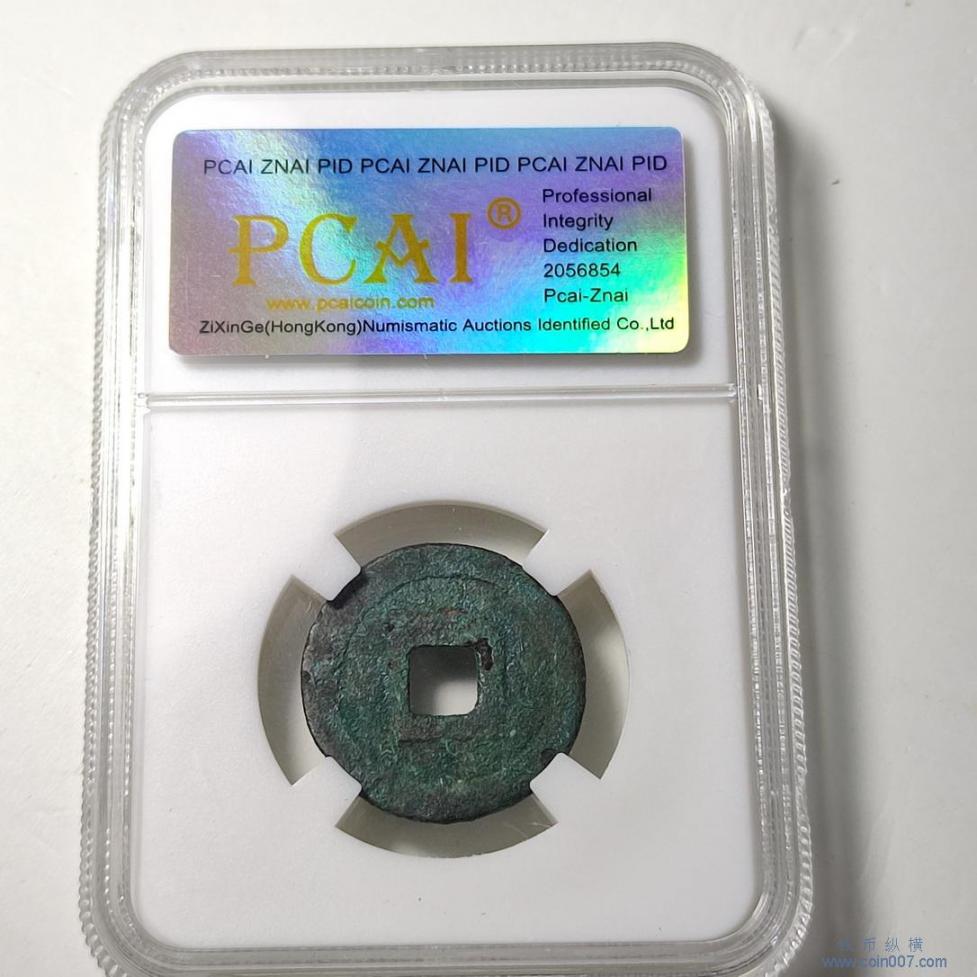 PCAI ZNAI PID PCAI ZNAI PID PCAI ZNAI PID
PCAI®
www.pcaicoin.com
Professional
Integrity
Dedication
2056854
Pcai-Znai
ZiXinGe(HongKong)Numismatic Auctions Identified Co.,Ltd
币纵横
www.coin007.com